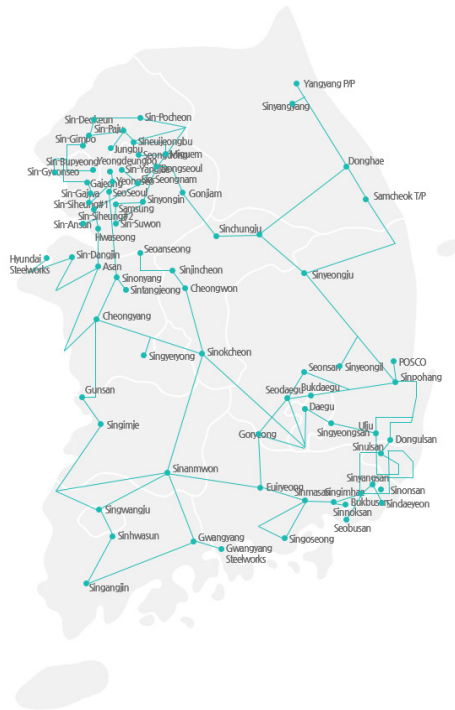 Yangyang P/P
Sinyangyang
Sin-Deokeun
Sin-Pocheon
Sin-Paju
Sin-Gimpo
Sineuijeongbu
Jungbu
Seongdong
Migeum
Sin-Bupyeong
Yeongdeungpo
Sin-Yangjae
Dongseoul
Donghae
Sin-Gyonseo
Gajeong
Yeongseo
Sin-Seongnam
Seoseoul
Gonjiam
Samcheok T/P
Sin-Gajwa
Sin-Siheung#1
Samsung
Sinyongin
Sin-Siheung#2
Sin-Ansan
Sin-Suwon
Sinchungju
Hwaseong
Seoanseong
Hyundai
Steelworks
Sin-Dangjin
Asan
Sinjincheon
Sinyeongju
Sinonyang
Sintangjeong
Cheongwon
Cheongyang
Singyeryong
Sinokcheon
Seonsan
Sinyeongil
POSCO
Sinpohang
Gunsan
Seodaegu
Bukdaegu
Daegu
Singimje
Goryeong
Singyeongsan
Ulju
Dongulsan
Sinulsan
Sinanmwon
Euiryeong
Sinyangsan
Sinmasan
Singimhae
Sinonsan
Bukbusan
Sindaeyeon
Sinnoksan
Seobusan
Singwangju
Sinhwasun
Gwangyang
Gwangyang
Steelworks
Singoseong
Singangjin